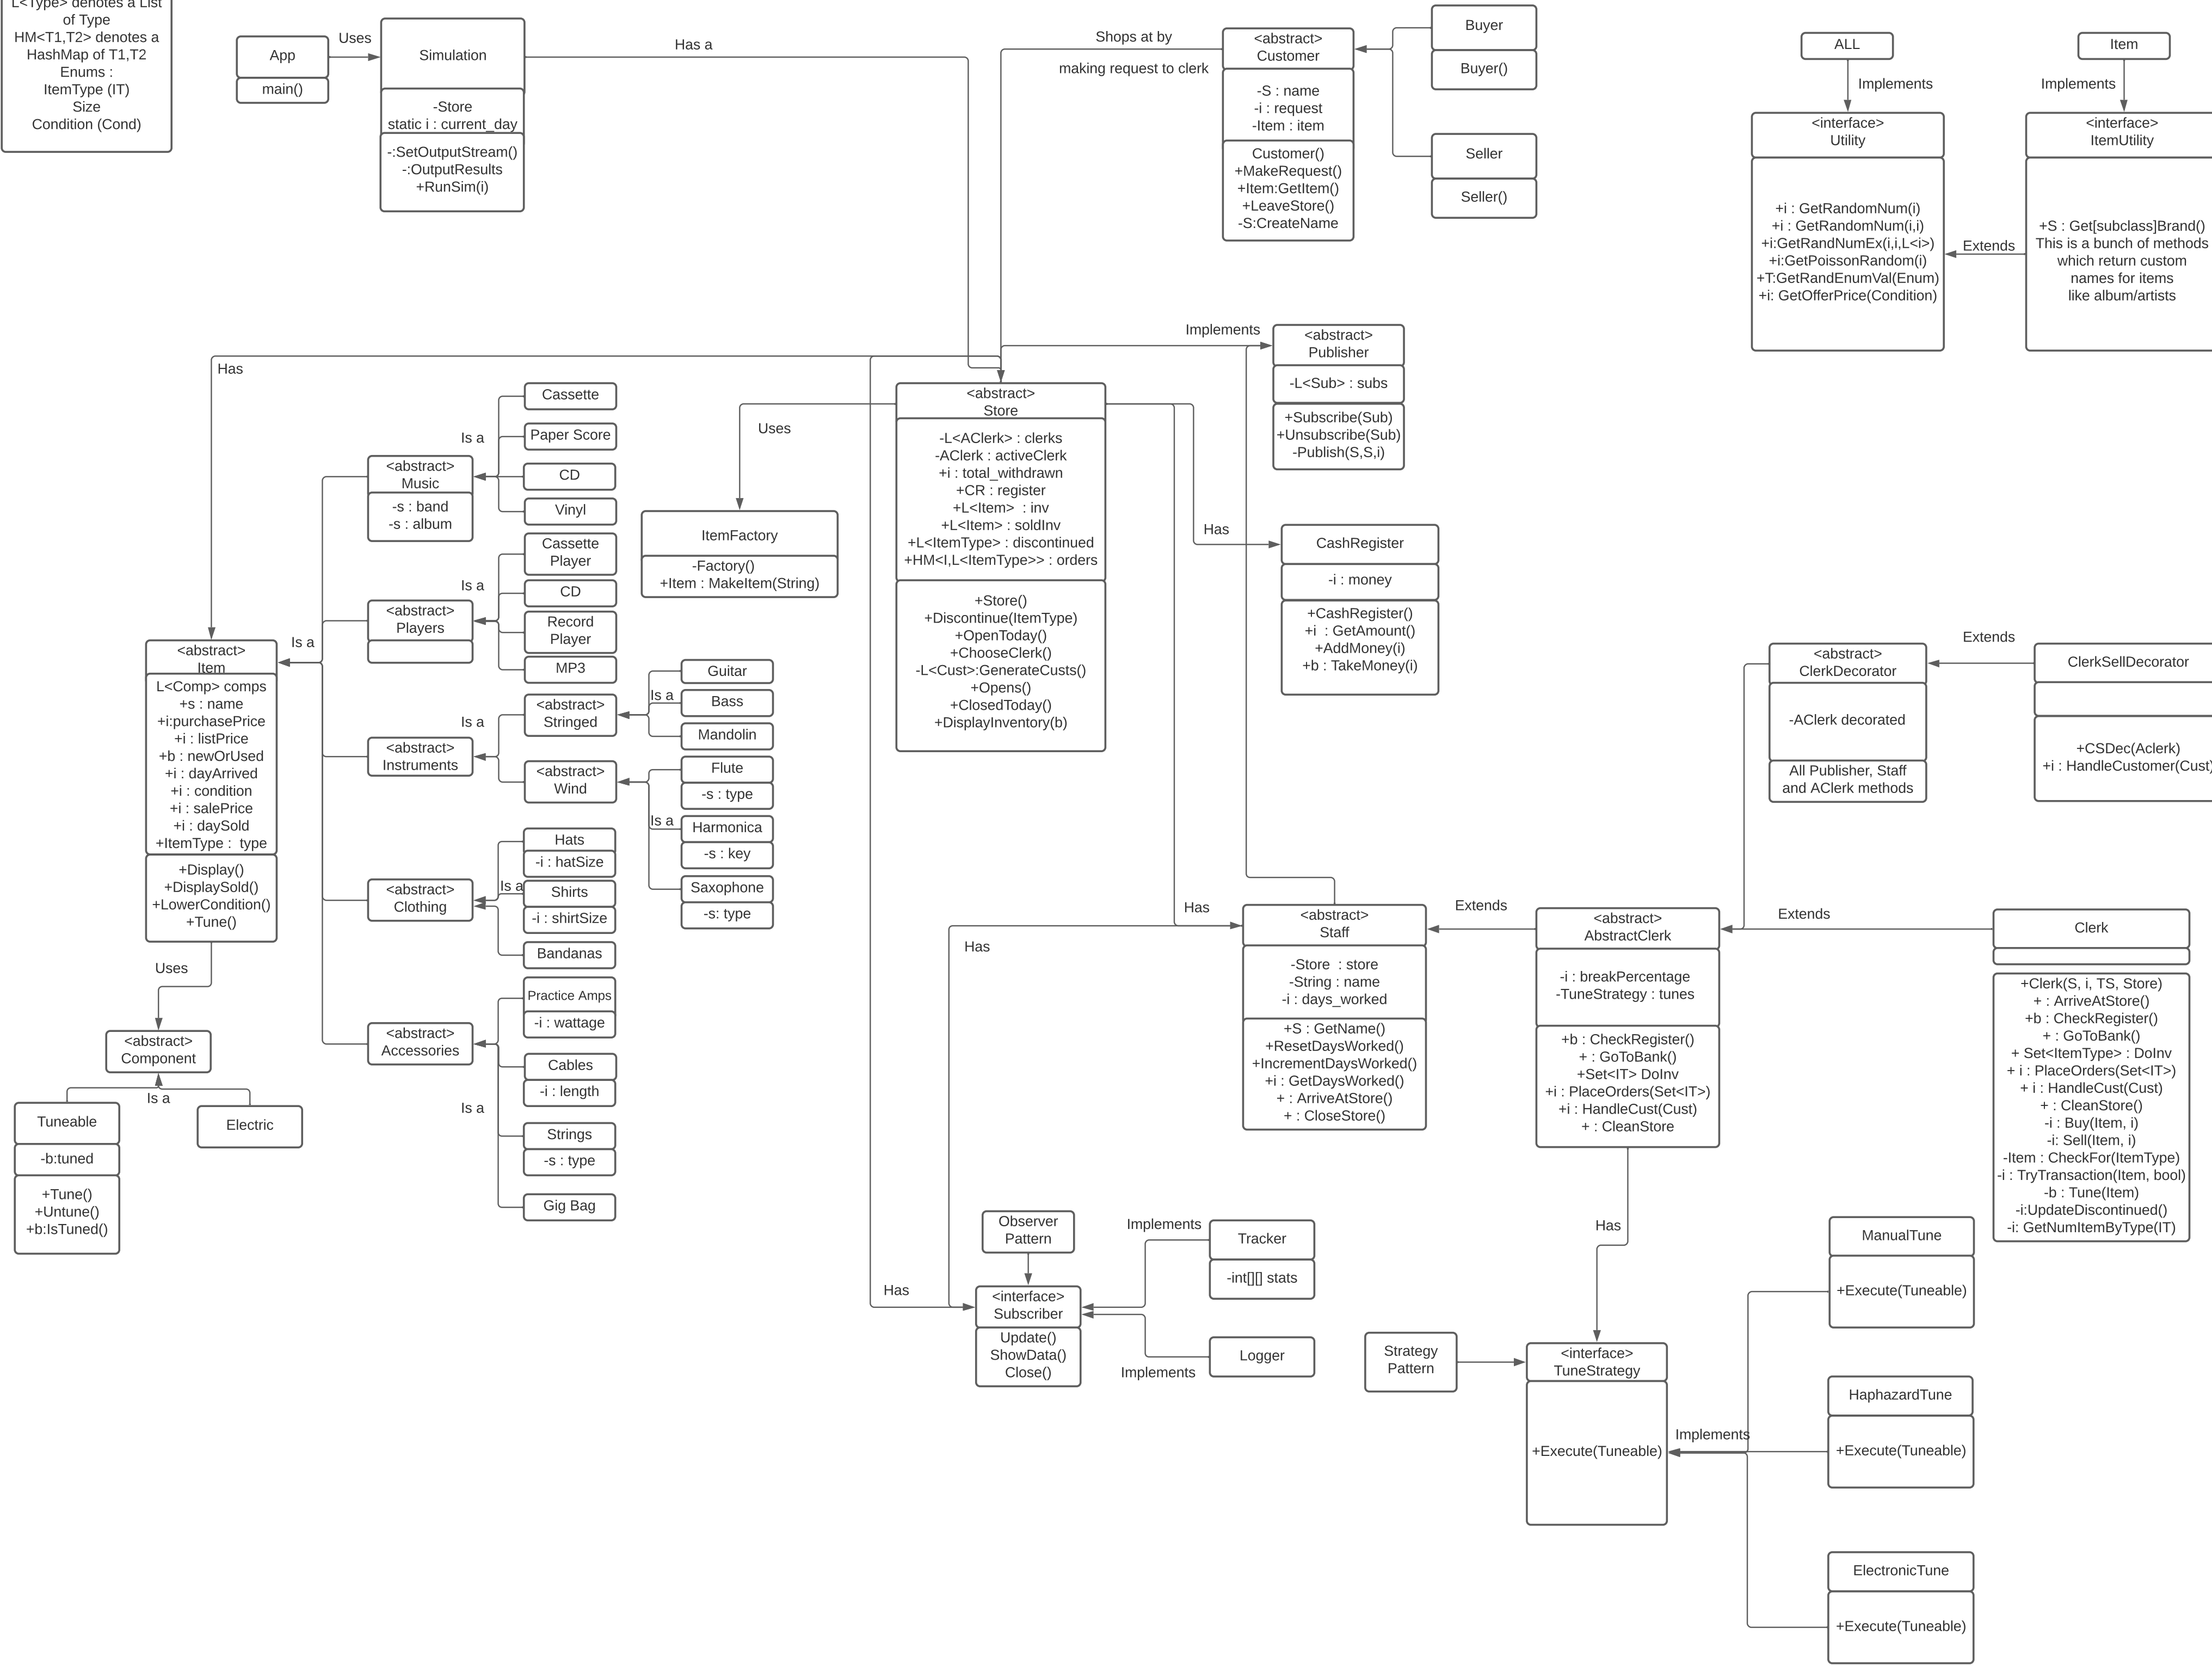 L<Type> denotes a List
of Type
HM<T1,T2> denotes a
HashMap of T1,T2
Enums :
ItemType (IT)
Size
Condition (Cond)
App
main()
Uses
Simulation
-Store
static i : current_day
-:SetOutputStream()
-:OutputResults
+RunSim(i)
Has a
Shops at by
making request to clerk
<abstract>
Customer
-S : name
-i : request
-Item : item
Customer()
+MakeRequest()
+Item:GetItem()
+LeaveStore()
-S:CreateName
Buyer
Buyer()
Seller
Seller()
ALL
Implements
<interface>
Utility
+i : GetRandomNum(i)
+i : GetRandomNum(i,i)
+i:GetRandNumEx(i,i,L<i>)
+i:GetPoissonRandom(i)
+T:GetRandEnumVal(Enum)
+i: GetOfferPrice(Condition)
Extends
Item
Implements
<interface>
ItemUtility
+S : Get[subclass]Brand()
This is a bunch of methods
which return custom
names for items
like album/artists
Implements
<abstract>
Publisher
-L<Sub> : subs
+Subscribe(Sub)
+Unsubscribe(Sub)
-Publish(S,S,i)
Has
<abstract>
Store
-L<AClerk> : clerks
-AClerk : activeClerk
+i : total_withdrawn
+CR : register
+L<Item>  : inv
+L<Item> : soldInv
+L<ItemType> : discontinued
+HM<I,L<ItemType>> : orders
+Store()
+Discontinue(ItemType)
+OpenToday()
+ChooseClerk()
-L<Cust>:GenerateCusts()
+Opens()
+ClosedToday()
+DisplayInventory(b)
Uses
ItemFactory
-Factory()
+Item : MakeItem(String)
Has
CashRegister
-i : money
+CashRegister()
+i  : GetAmount()
+AddMoney(i)
+b : TakeMoney(i)
Cassette
Paper Score
CD
Vinyl
Is a
<abstract>
Music
-s : band
-s : album
Cassette
Player
CD
Record
Player
MP3
Is a
<abstract>
Players
Is a
<abstract>
Item
L<Comp> comps
+s : name
+i:purchasePrice
+i : listPrice
+b : newOrUsed
+i : dayArrived
+i : condition
+i : salePrice
+i : daySold
+ItemType :  type
+Display()
+DisplaySold()
+LowerCondition()
+Tune()
Is a
<abstract>
Instruments
<abstract>
Stringed
Is a
Guitar
Bass
Mandolin
<abstract>
Wind
Is a
Flute
-s : type
Harmonica
-s : key
Saxophone
-s: type
<abstract>
Clothing
Is a
Hats
-i : hatSize
Shirts
-i : shirtSize
Bandanas
<abstract>
Accessories
Is a
Practice Amps
-i : wattage
Cables
-i : length
Strings
-s : type
Gig Bag
Uses
<abstract>
Component
Is a
Tuneable
-b:tuned
+Tune()
+Untune()
+b:IsTuned()
Electric
<abstract>
ClerkDecorator
-AClerk decorated
All Publisher, Staff
and AClerk methods
Extends
ClerkSellDecorator
+CSDec(Aclerk)
+i : HandleCustomer(Cust)
Has
Has
<abstract>
Staff
-Store  : store
-String : name
-i : days_worked
+S : GetName()
+ResetDaysWorked()
+IncrementDaysWorked()
+i : GetDaysWorked()
+ : ArriveAtStore()
+ : CloseStore()
Extends
<abstract>
AbstractClerk
-i : breakPercentage
-TuneStrategy : tunes
+b : CheckRegister()
+ : GoToBank()
+Set<IT> DoInv
+i : PlaceOrders(Set<IT>)
+i : HandleCust(Cust)
+ : CleanStore
Extends
Clerk
+Clerk(S, i, TS, Store)
+ : ArriveAtStore()
+b : CheckRegister()
+ : GoToBank()
+ Set<ItemType> : DoInv
+ i : PlaceOrders(Set<IT>)
+ i : HandleCust(Cust)
+ : CleanStore()
-i : Buy(Item, i)
-i: Sell(Item, i)
-Item : CheckFor(ItemType)
-i : TryTransaction(Item, bool)
-b : Tune(Item)
-i:UpdateDiscontinued()
-i: GetNumItemByType(IT)
Observer
Pattern
Has
<interface>
Subscriber
Update()
ShowData()
Close()
Implements
Tracker
-int[][] stats
Implements
Logger
Has
Strategy
Pattern
<interface>
TuneStrategy
+Execute(Tuneable)
Implements
ManualTune
+Execute(Tuneable)
HaphazardTune
+Execute(Tuneable)
ElectronicTune
+Execute(Tuneable)